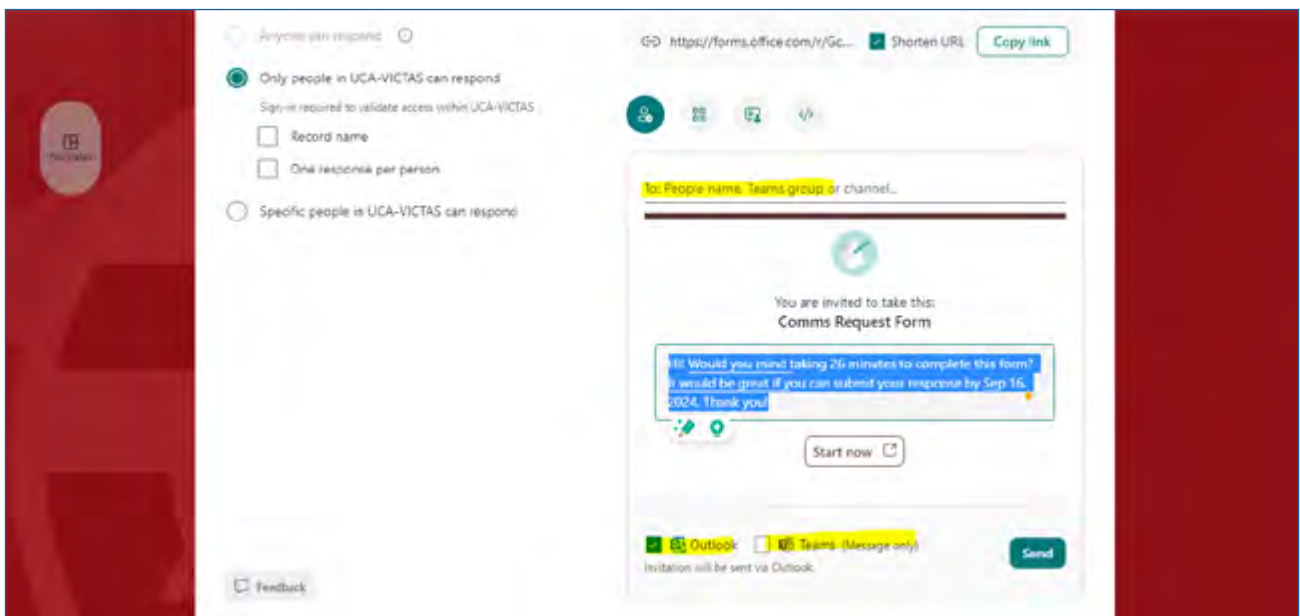 Anyone can respond
Only people in UCA-VICTAS can respond
Sign-in required to validate access within UCA-VICTAS
Record name
One response per person
Specific people in UCA-VICTAS can respond
Feedback
https://forms.office.com/r/Gc...
Shorten URL
Copy link
</>
To: People name, Teams group or channel...
You are invited to take this:
Comms Request Form
Hi! Would you mind taking 26 minutes to complete this form?
It would be great if you can submit your response by Sep 16,
2024. Thank you!
Start now
Outlook
Teams (Message only)
Invitation will be sent via Outlook.
Send